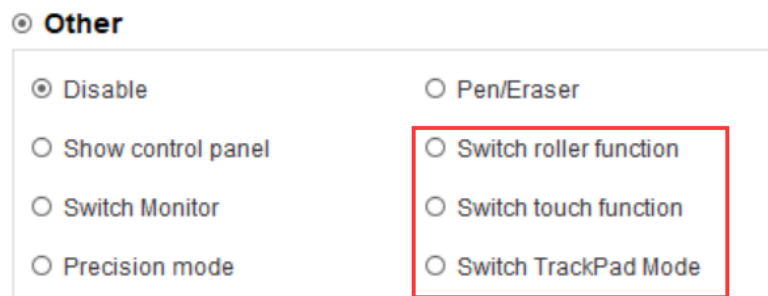 Other
Disable
Pen/Eraser
Show control panel
Switch roller function
Switch Monitor
Switch touch function
Precision mode
Switch TrackPad Mode